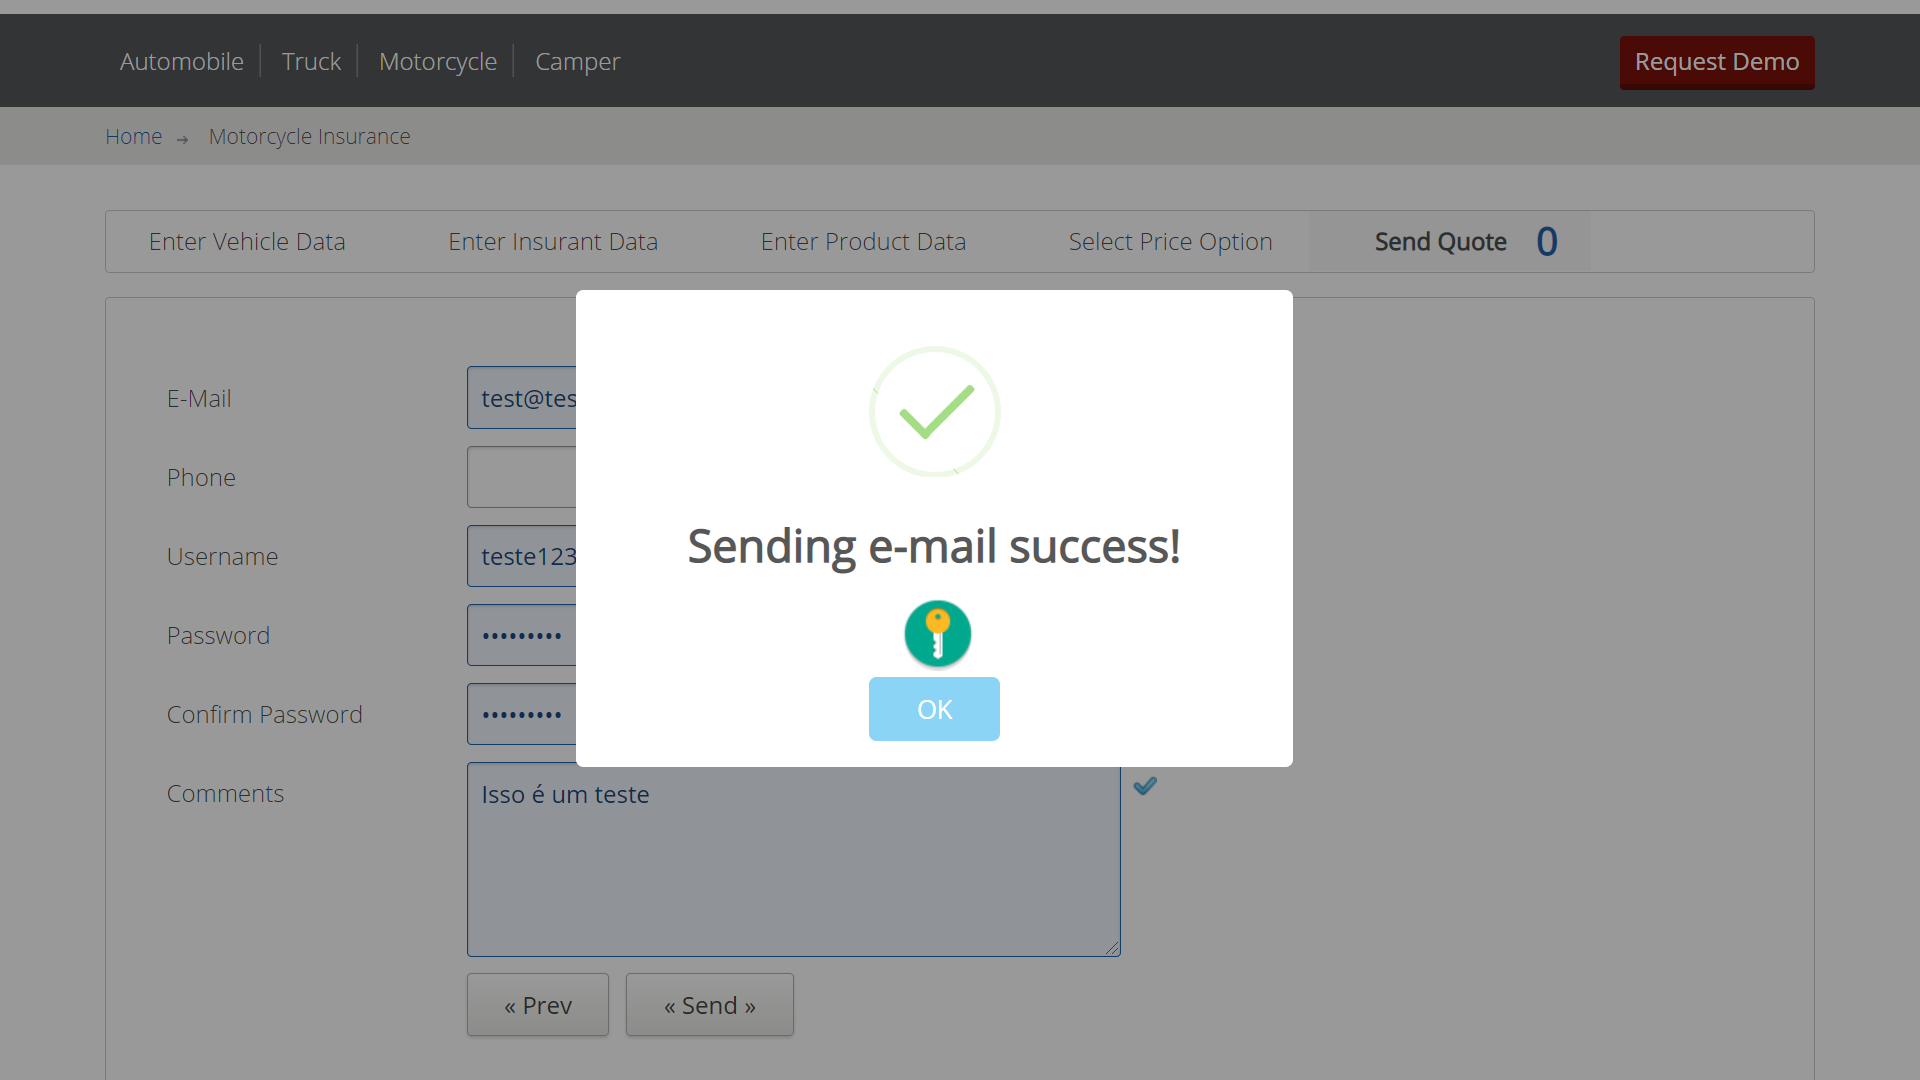 Automobile
Truck
Motorcycle
Camper
Request Demo
Home → Motorcycle Insurance
Enter Vehicle Data
Enter Insurant Data
Enter Product Data
Select Price Option
Send Quote 0
Sending e-mail success!
OK
E-Mail test@tes
Phone
Username teste123
Password •••••••••
Confirm Password •••••••••
Comments Isso é um teste
« Prev
« Send »